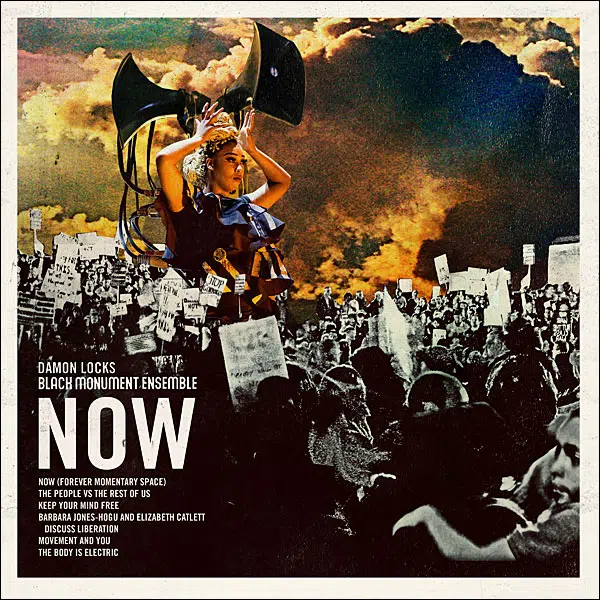 DAMON LOCKS
BLACK MONUMENT ENSEMBLE
NOW
NOW (FOREVER MOMENTARY SPACE)
THE PEOPLE VS THE REST OF US
KEEP YOUR MIND FREE
BARBARA JONES-HOGU AND ELIZABETH CATLETT
DISCUSS LIBERATION
MOVEMENT AND YOU
THE BODY IS ELECTRIC